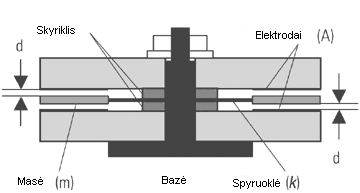 Skyriklis
Elektrodai (A)
d
d
Masė (m)
Bazė
Spyruoklė (k)